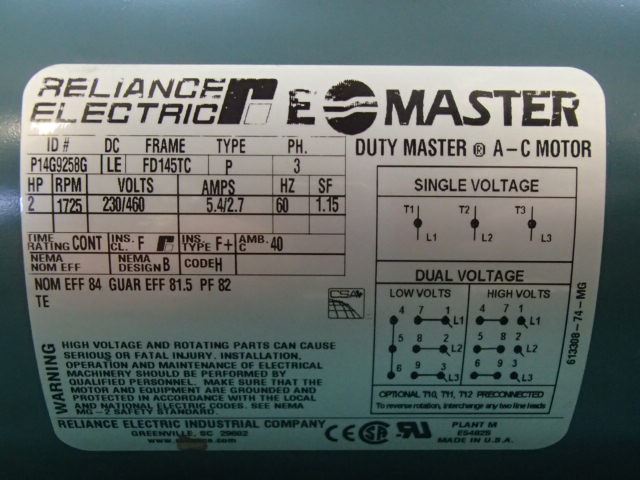 RELIANCE
ELECTRIC
E MASTER
DUTY MASTER ® A-C MOTOR
ID # DC FRAME TYPE PH.
P14G9258G LE FD145TC P 3
HP RPM VOLTS AMPS HZ SF
2 1725 230/460 5.4/2.7 60 1.15
TIME RATING CONT INS. CL. F INS. TYPE F+ AMB. C 40
NEMA NOM EFF NEMA DESIGN B CODE H
NOM EFF 84 GUAR EFF 81.5 PF 82
TE
CSA
WARNING
HIGH VOLTAGE AND ROTATING PARTS CAN CAUSE
SERIOUS OR FATAL INJURY. INSTALLATION,
OPERATION AND MAINTENANCE OF ELECTRICAL
MACHINERY SHOULD BE PERFORMED BY
QUALIFIED PERSONNEL. MAKE SURE THAT THE
MOTOR AND EQUIPMENT ARE GROUNDED AND
PROTECTED IN ACCORDANCE WITH THE LOCAL
AND NATIONAL ELECTRIC CODES. SEE NEMA
MG-2 SAFETY STANDARD.
RELIANCE ELECTRIC INDUSTRIAL COMPANY
GREENVILLE, SC 29602
www.reliance.com
SINGLE VOLTAGE
T1 T2 T3
L1 L2 L3
DUAL VOLTAGE
LOW VOLTS HIGH VOLTS
4 7 1 L1 4 7 1 L1
5 8 2 L2 5 8 2 L2
6 9 3 L3 6 9 3 L3
OPTIONAL T10, T11, T12 PRECONNECTED
To reverse rotation, interchange any two line leads
613308-74-MG
CE SA UR
PLANT M
MADE IN U.S.A.